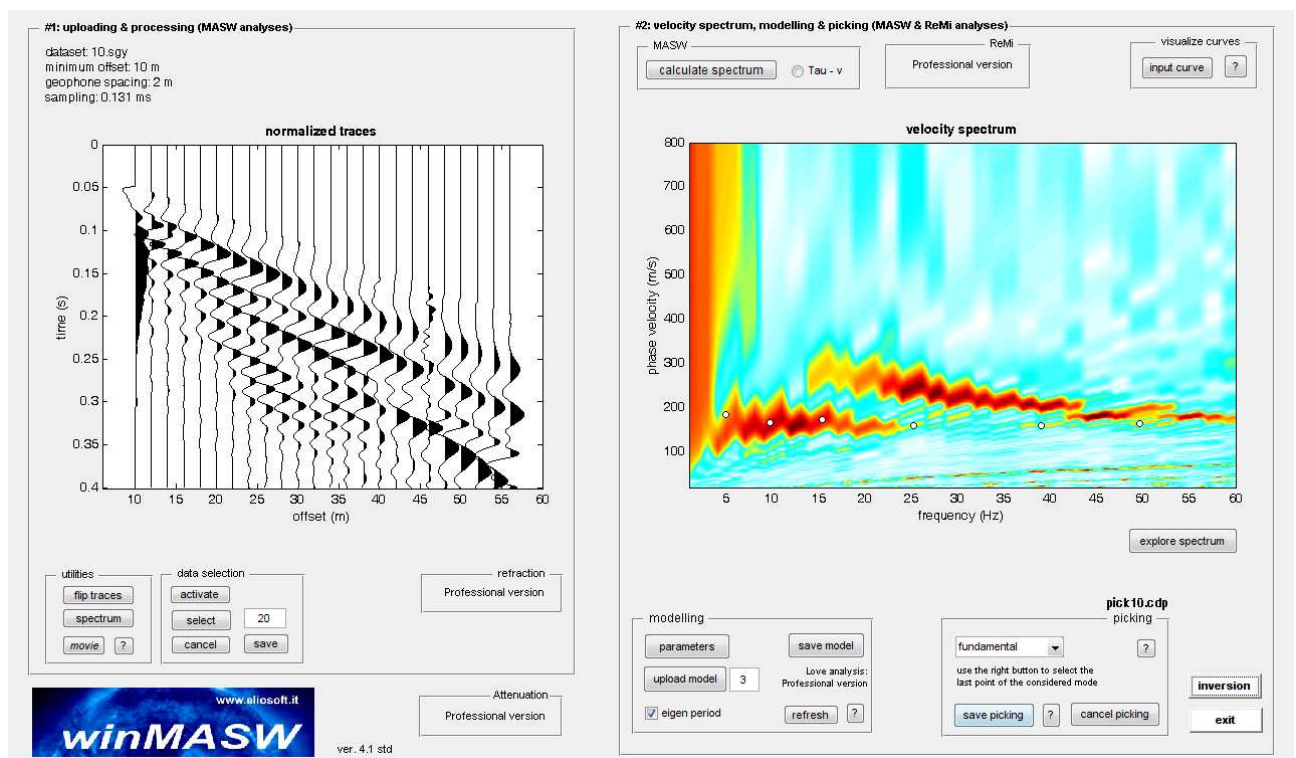 #1: uploading & processing (MASW analyses)
dataset: 10.sgy
minimum offset: 10 m
geophone spacing: 2 m
sampling: 0.131 ms
normalized traces
0
0.05
0.1
0.15
0.2
0.25
0.3
0.35
0.4
time (s)
10 15 20 25 30 35 40 45 50 55 60
offset (m)
utilities
flip traces
spectrum
movie ?
data selection
activate
select 20
cancel save
refraction
Professional version
www.eliosoft.it
winMASW
ver. 4.1 std
Attenuation
Professional version
#2: velocity spectrum, modelling & picking (MASW & ReMi analyses)
MASW
calculate spectrum Tau - v
ReMi
Professional version
visualize curves
input curve ?
velocity spectrum
800
700
600
500
400
300
200
100
phase velocity (m/s)
5 10 15 20 25 30 35 40 45 50 55 60
frequency (Hz)
explore spectrum
modelling
parameters save model
upload model 3 Love analysis:
Professional version
eigen period refresh ?
pick10.cdp
picking
fundamental ?
use the right button to select the
last point of the considered mode
save picking ? cancel picking
inversion
exit